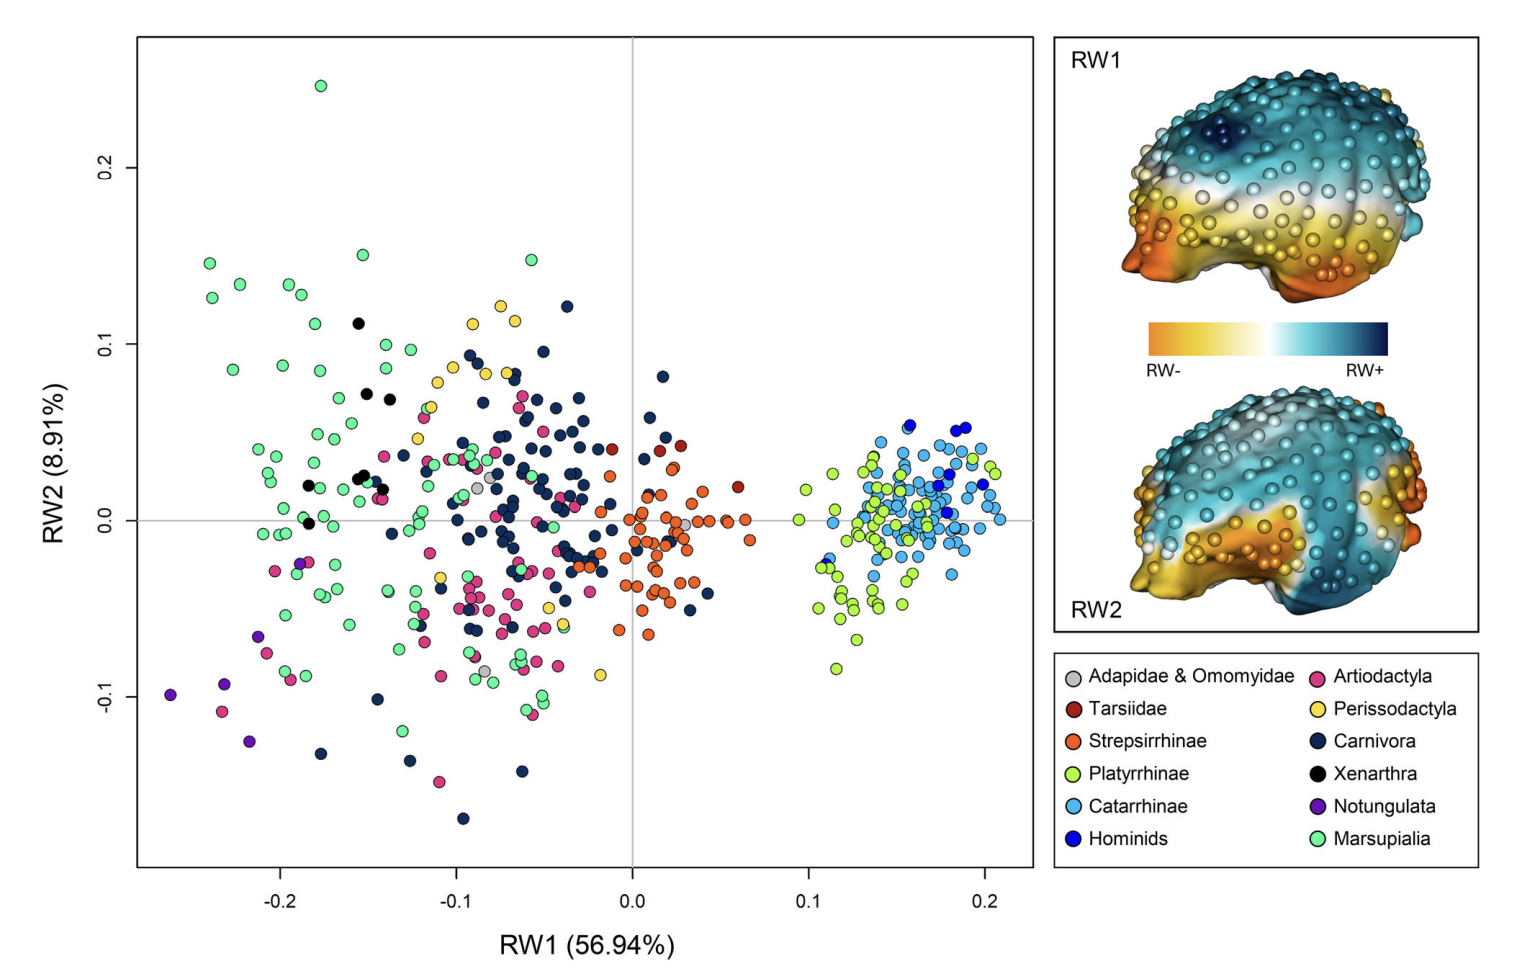 RW2 (8.91%)
0.2
0.1
0.0
-0.1
-0.2
-0.1
0.0
0.1
0.2
RW1 (56.94%)
RW1
RW-
RW+
RW2
Adapidae & Omomyidae
Tarsiidae
Strepsirrhinae
Platyrrhinae
Catarrhinae
Hominids
Artiodactyla
Perissodactyla
Carnivora
Xenarthra
Notungulata
Marsupialia